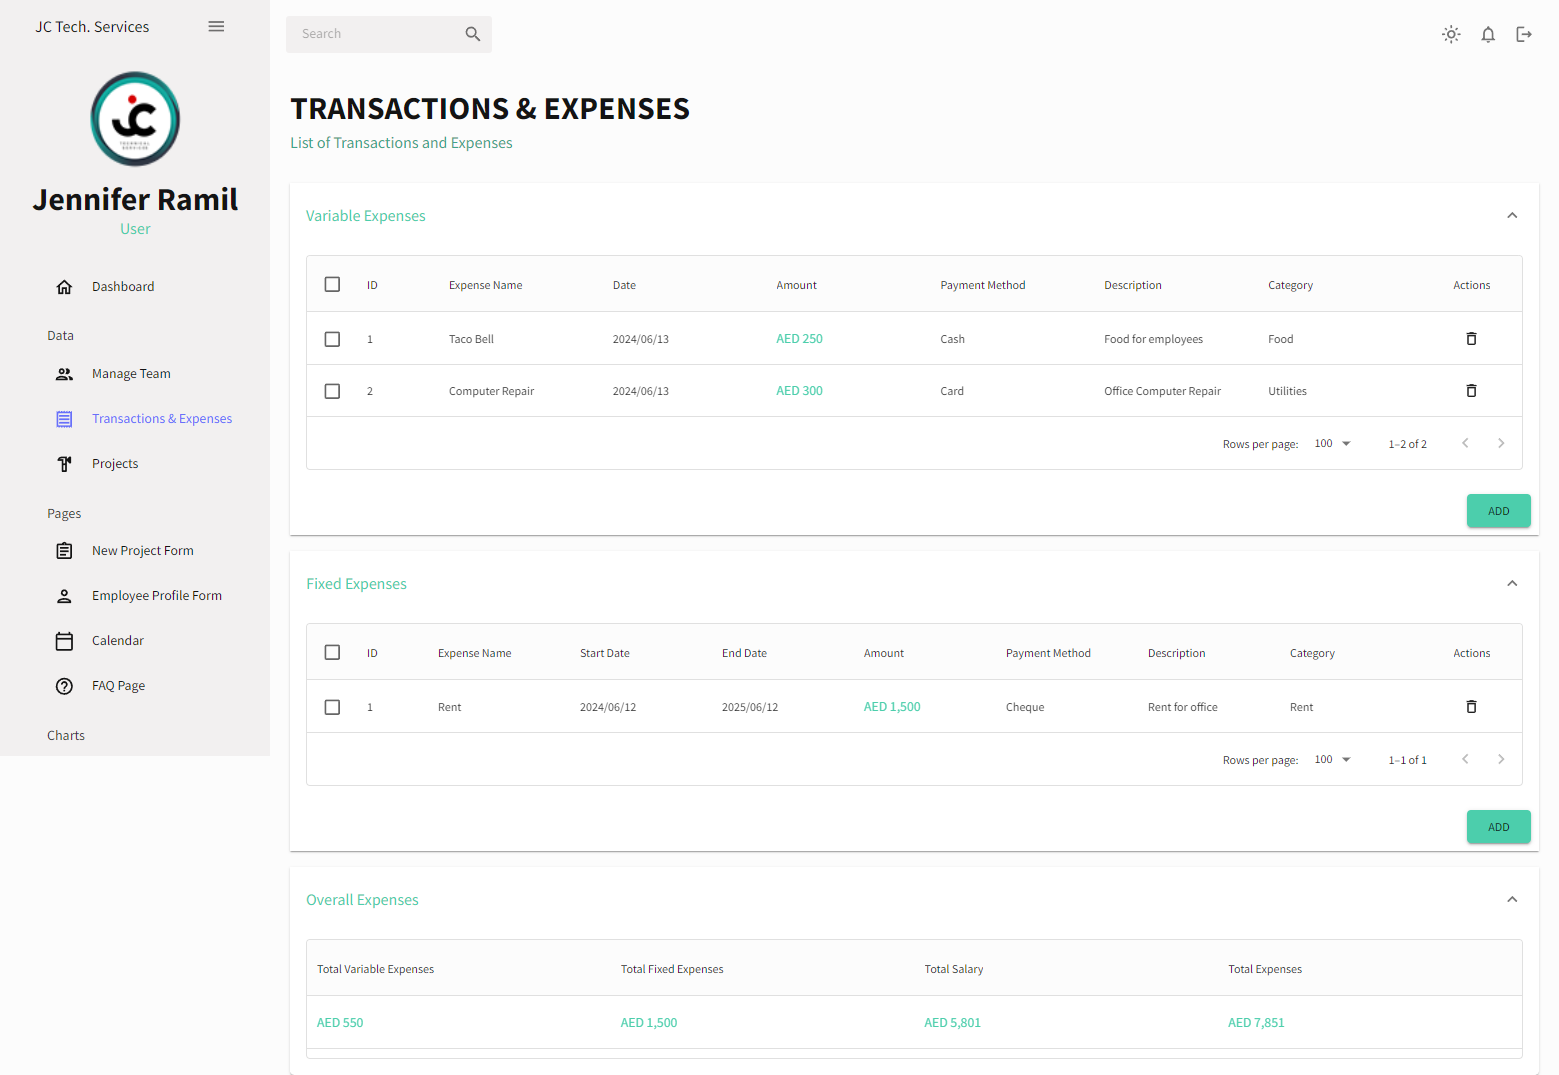 JC Tech. Services
Search
JC
TECHNICAL
SERVICES
Jennifer Ramil
User
Dashboard
Data
Manage Team
Transactions & Expenses
Projects
Pages
New Project Form
Employee Profile Form
Calendar
FAQ Page
Charts
TRANSACTIONS & EXPENSES
List of Transactions and Expenses
Variable Expenses
ID Expense Name Date Amount Payment Method Description Category Actions
1 Taco Bell 2024/06/13 AED 250 Cash Food for employees Food
2 Computer Repair 2024/06/13 AED 300 Card Office Computer Repair Utilities
Rows per page: 100 1–2 of 2
ADD
Fixed Expenses
ID Expense Name Start Date End Date Amount Payment Method Description Category Actions
1 Rent 2024/06/12 2025/06/12 AED 1,500 Cheque Rent for office Rent
Rows per page: 100 1–1 of 1
ADD
Overall Expenses
Total Variable Expenses Total Fixed Expenses Total Salary Total Expenses
AED 550 AED 1,500 AED 5,801 AED 7,851